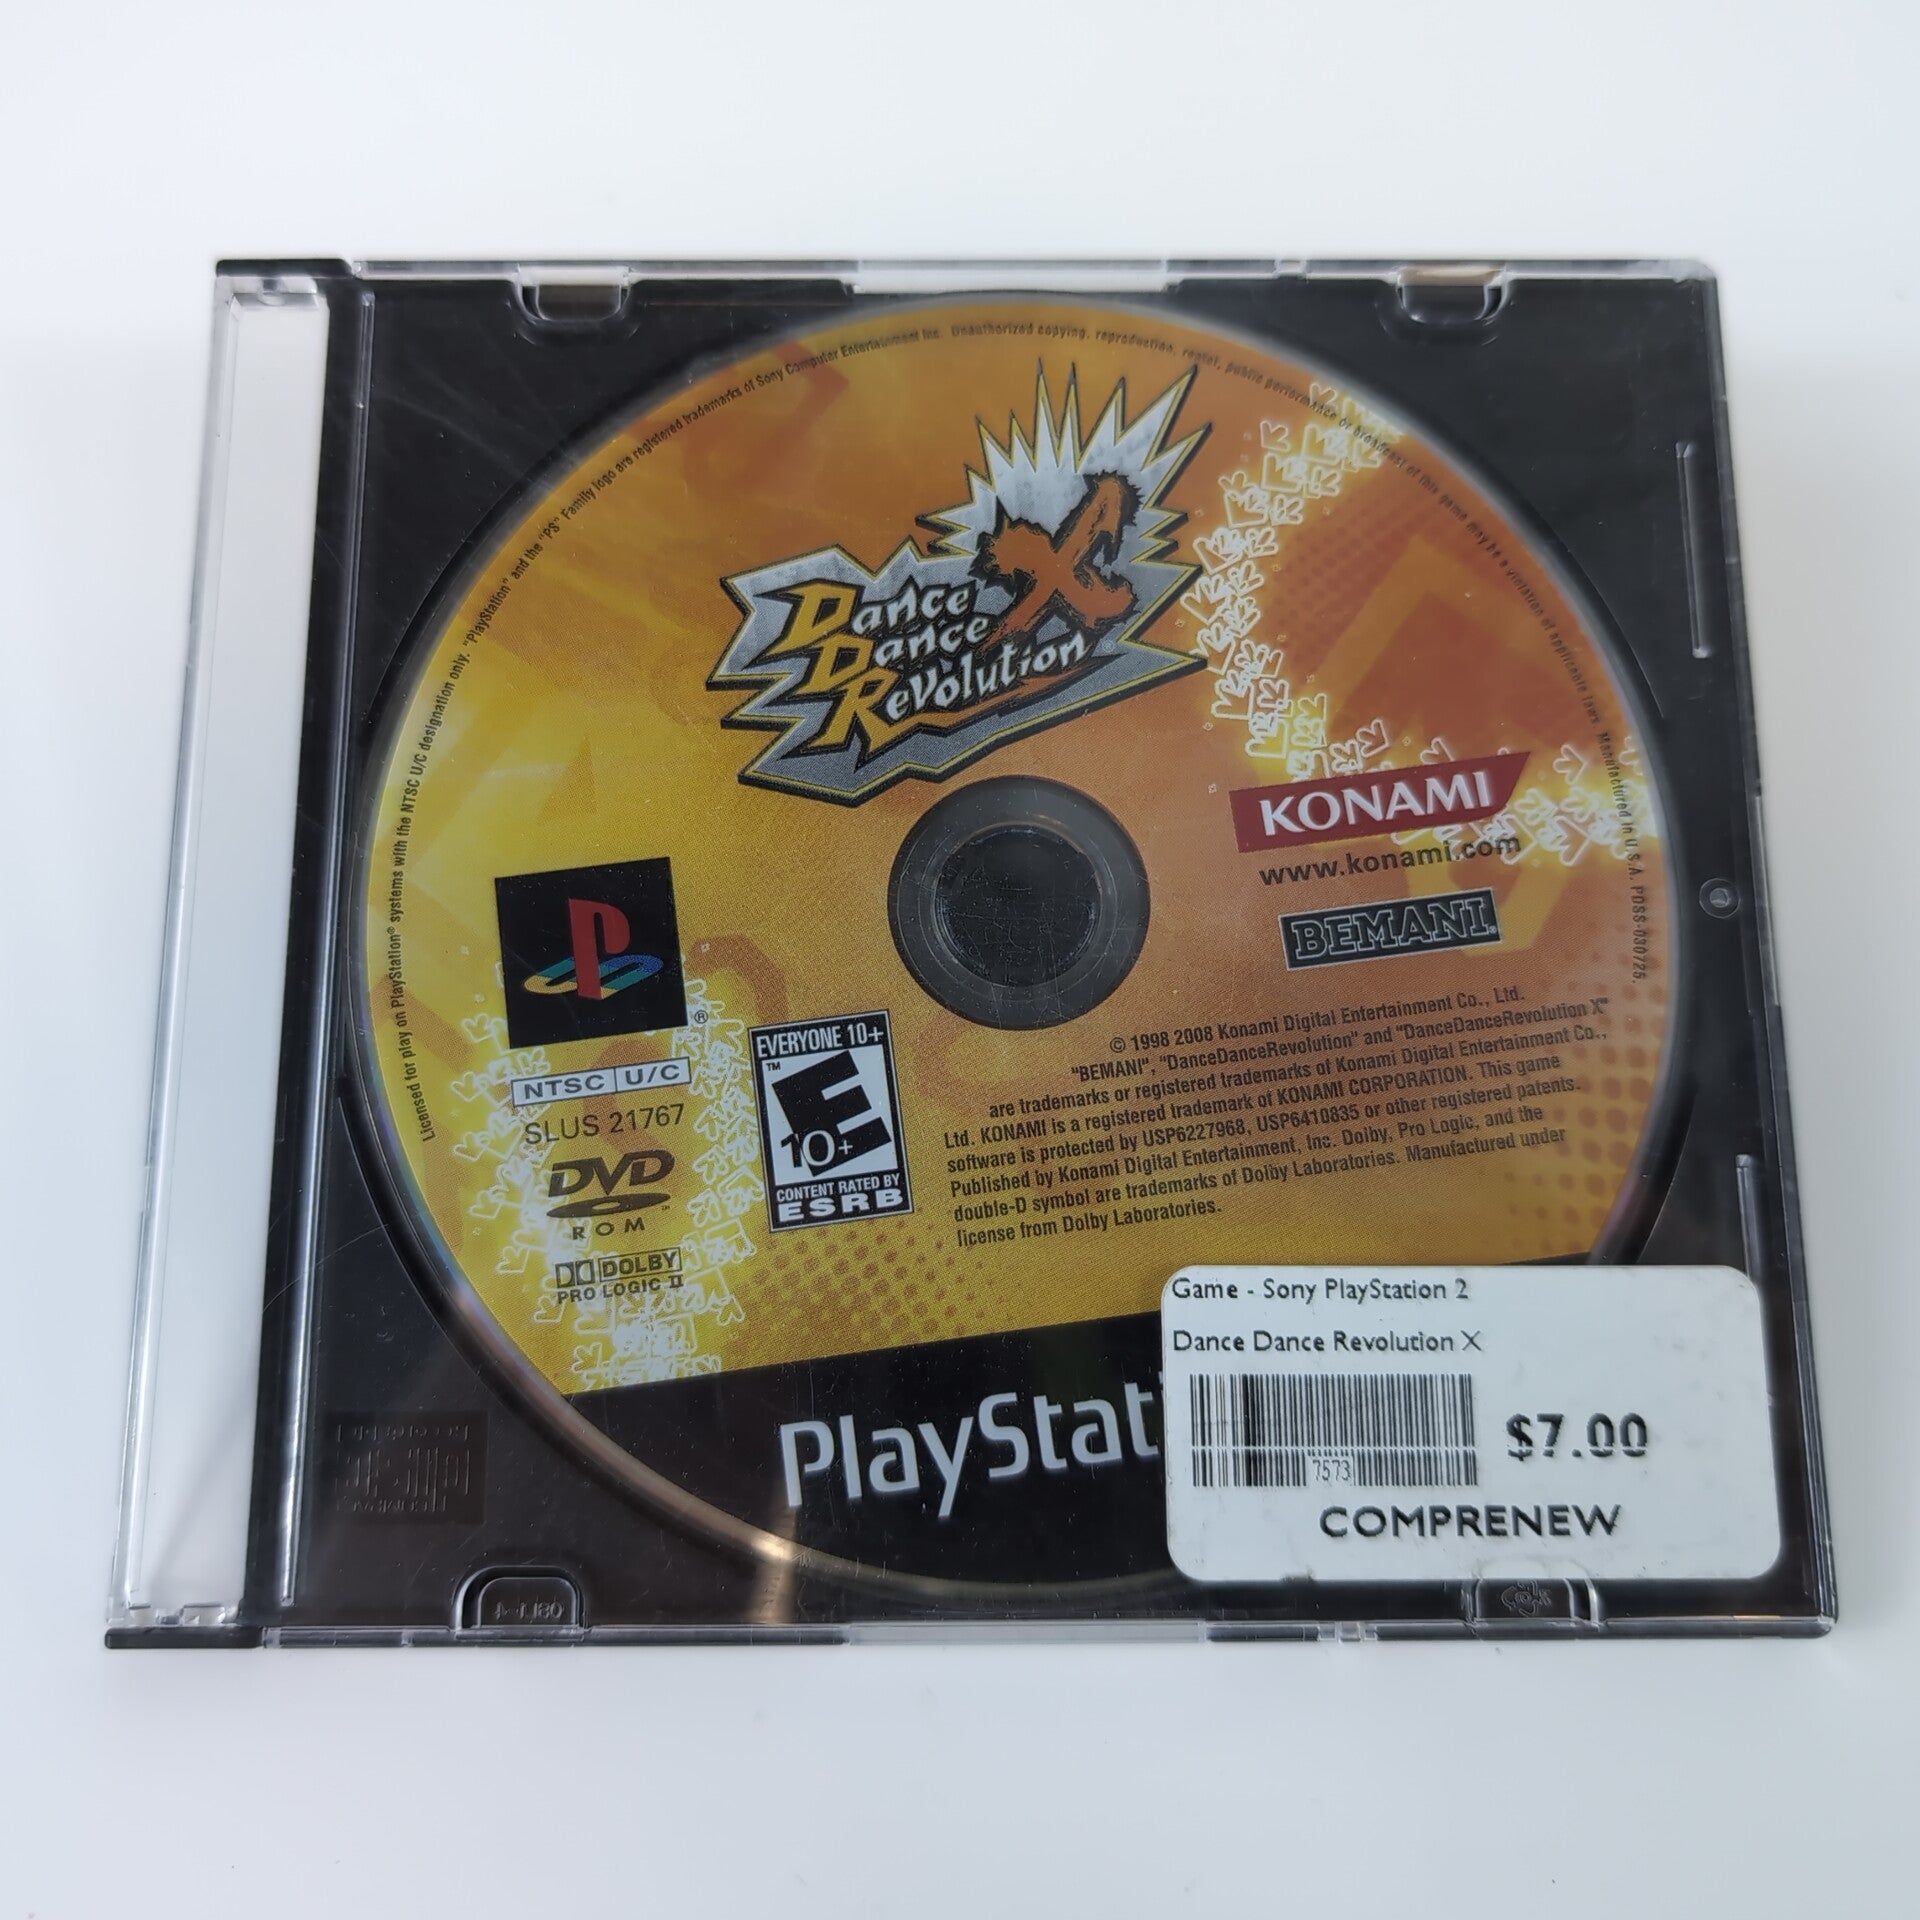 Licensed for play on PlayStation® systems with the NTSC U/C designation only. "PlayStation" and the "PS" Family logo are registered trademarks of Sony Computer Entertainment Inc. Unauthorized copying, reproduction, rental, public performance or broadcast of this game may be a violation of applicable laws. Manufactured in U.S.A. PDSS-080725.
X
Dance
Dance
Revolution
KONAMI
www.konami.com
BEMANI®
®
NTSC U/C
SLUS 21767
DVD
ROM
DOLBY
PRO LOGIC II
EVERYONE 10+
™
E
10+
CONTENT RATED BY
ESRB
© 1998 2008 Konami Digital Entertainment Co., Ltd.
"BEMANI", "DanceDanceRevolution" and "DanceDanceRevolution X"
are trademarks or registered trademarks of Konami Digital Entertainment Co.,
Ltd. KONAMI is a registered trademark of KONAMI CORPORATION. This game
software is protected by USP6227968, USP6410835 or other registered patents.
Published by Konami Digital Entertainment, Inc. Dolby, Pro Logic, and the
double-D symbol are trademarks of Dolby Laboratories. Manufactured under
license from Dolby Laboratories.
PlayStati
Game - Sony PlayStation 2
Dance Dance Revolution X
7573
$7.00
COMPRENEW